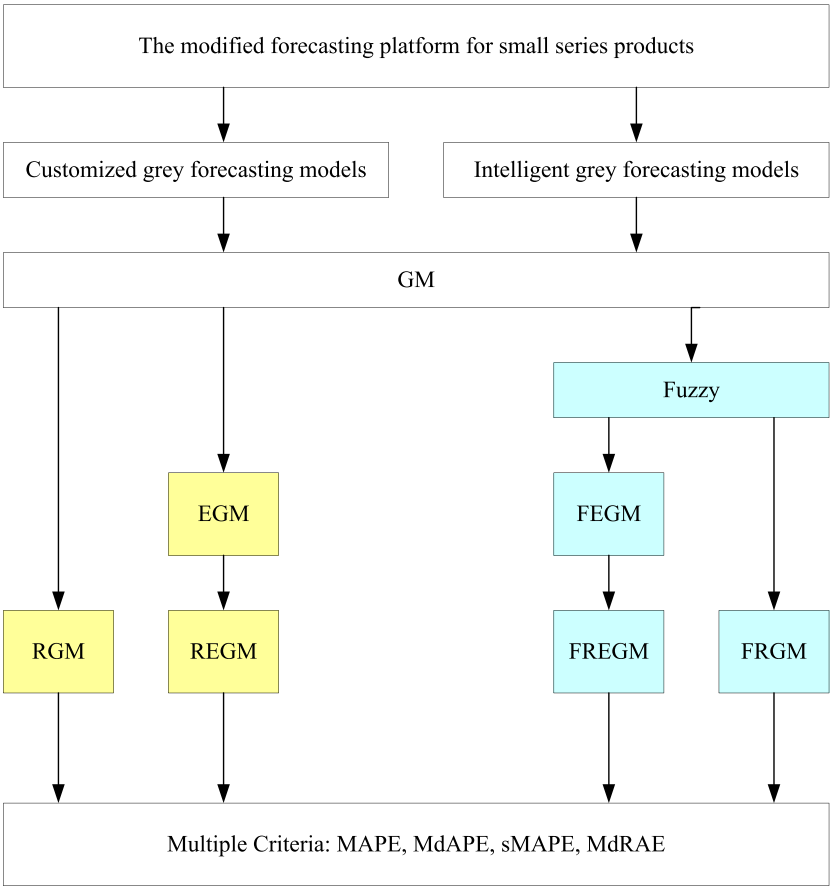 The modified forecasting platform for small series products
Customized grey forecasting models
Intelligent grey forecasting models
GM
Fuzzy
EGM
FEGM
RGM
REGM
FREGM
FRGM
Multiple Criteria: MAPE, MdAPE, sMAPE, MdRAE